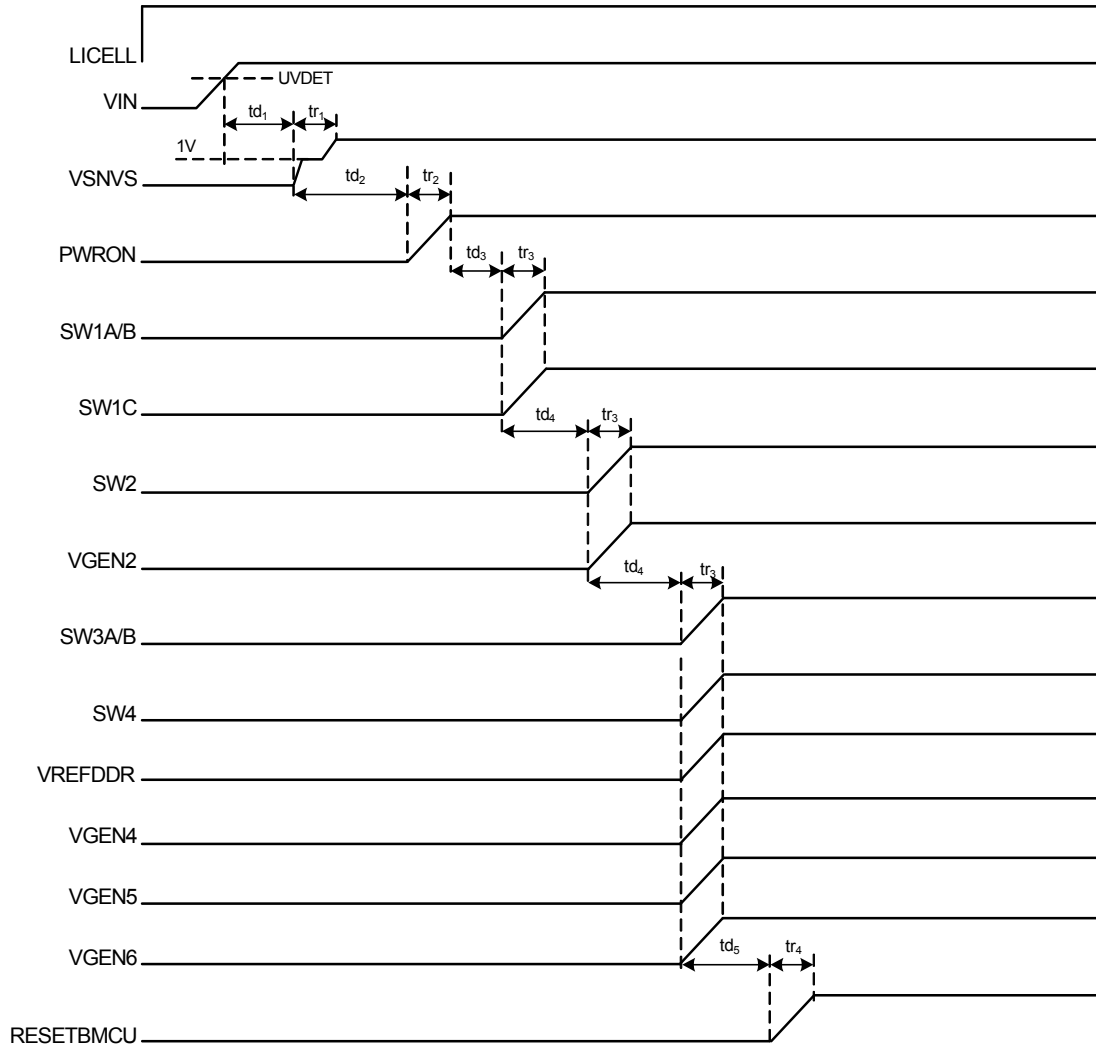 LICELL
UVDET
VIN
td₁ tr₁
1V
VSNVS
td₂ tr₂
PWRON
td₃ tr₃
SW1A/B
SW1C
td₄ tr₃
SW2
VGEN2
td₄ tr₃
SW3A/B
SW4
VREFDDR
VGEN4
VGEN5
VGEN6
td₅ tr₄
RESETBMCU